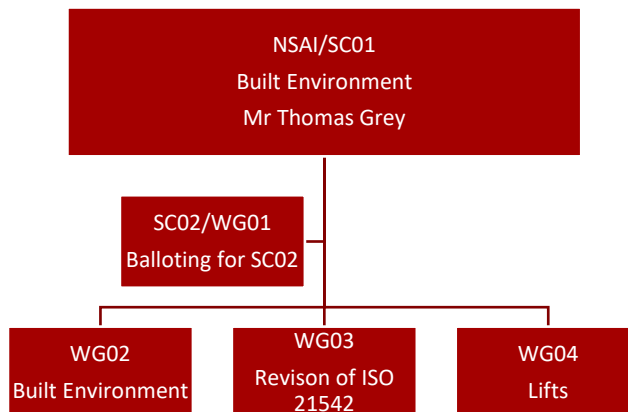 NSAI/SC01
Built Environment
Mr Thomas Grey
SC02/WG01
Balloting for SC02
WG02
Built Environment
WG03
Revison of ISO
21542
WG04
Lifts